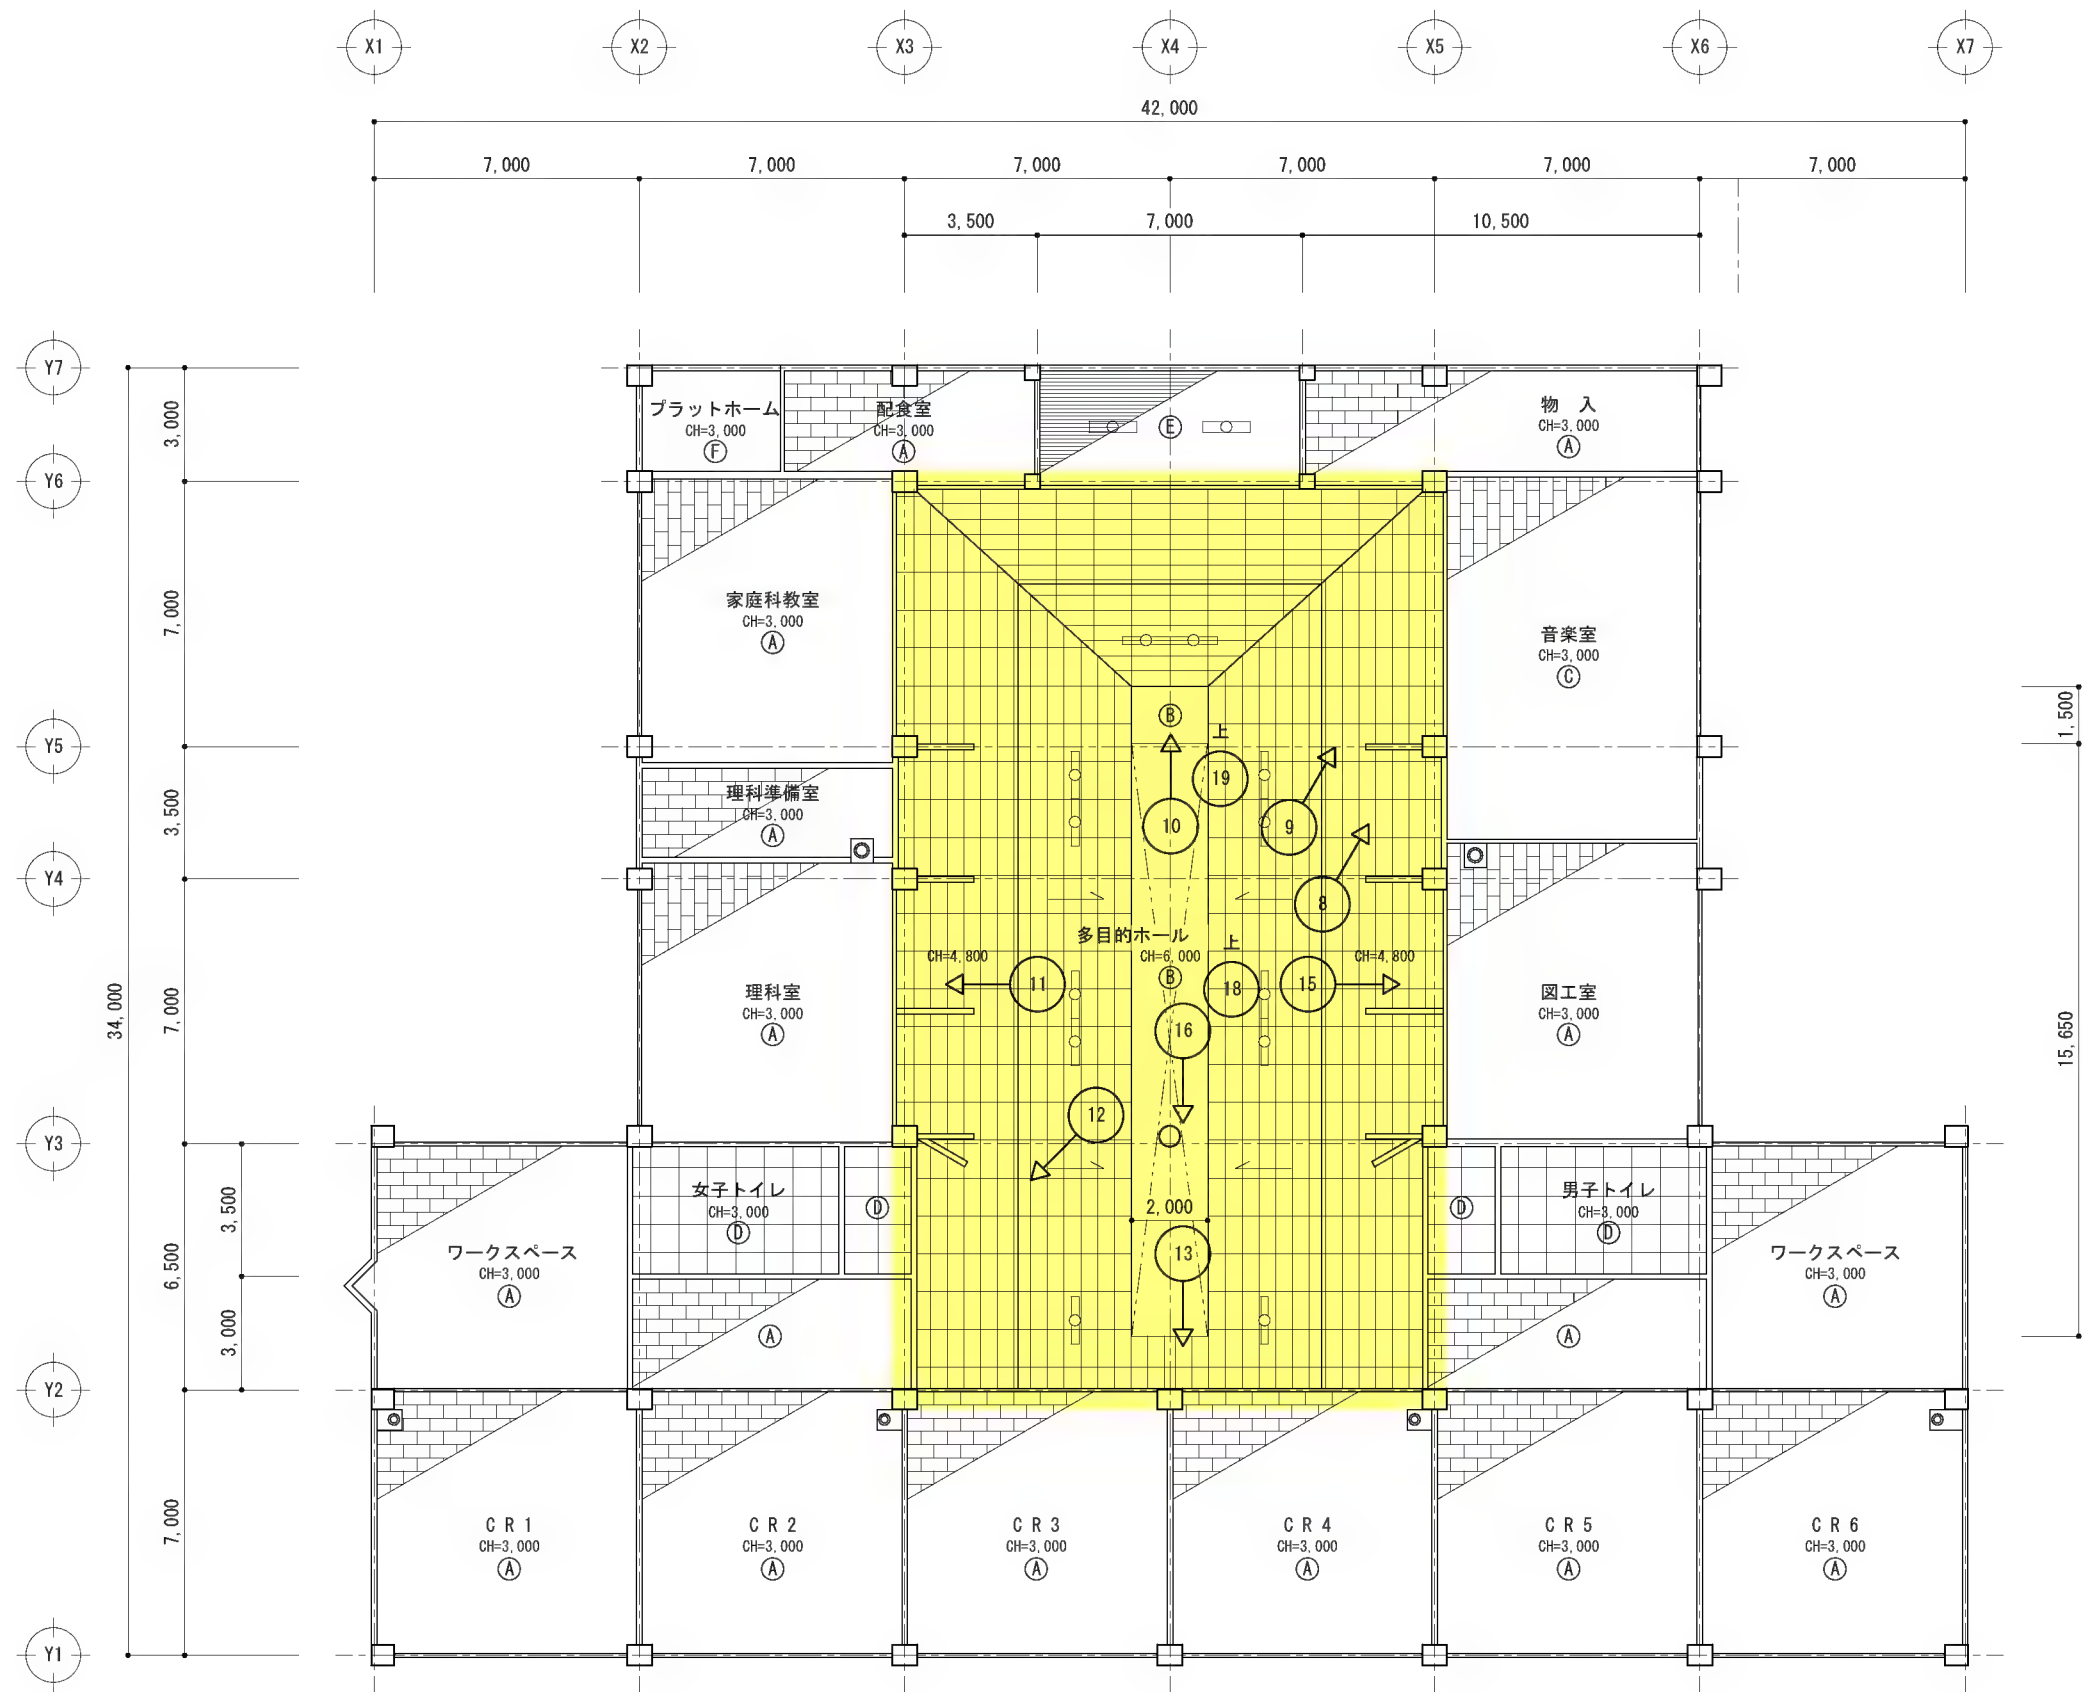 X1 X2 X3 X4 X5 X6 X7
42,000
7,000 7,000 7,000 7,000 7,000 7,000
3,500 7,000 10,500
Y7
Y6
Y5
Y4
Y3
Y2
Y1
34,000
3,000
7,000
3,500
7,000
6,500
7,000
3,500
3,000
1,500
15,650
プラットホーム
CH=3,000
F
配食室
CH=3,000
A
E
物 入
CH=3,000
A
家庭科教室
CH=3,000
A
音楽室
CH=3,000
C
B
上
19
10
9
8
理科準備室
CH=3,000
A
多目的ホール
CH=6,000
B
上
CH=4,800
CH=4,800
11
18
15
16
12
13
2,000
理科室
CH=3,000
A
図工室
CH=3,000
A
女子トイレ
CH=3,000
D
D
D
男子トイレ
CH=3,000
D
ワークスペース
CH=3,000
A
A
A
ワークスペース
CH=3,000
A
CR1
CH=3,000
A
CR2
CH=3,000
A
CR3
CH=3,000
A
CR4
CH=3,000
A
CR5
CH=3,000
A
CR6
CH=3,000
A